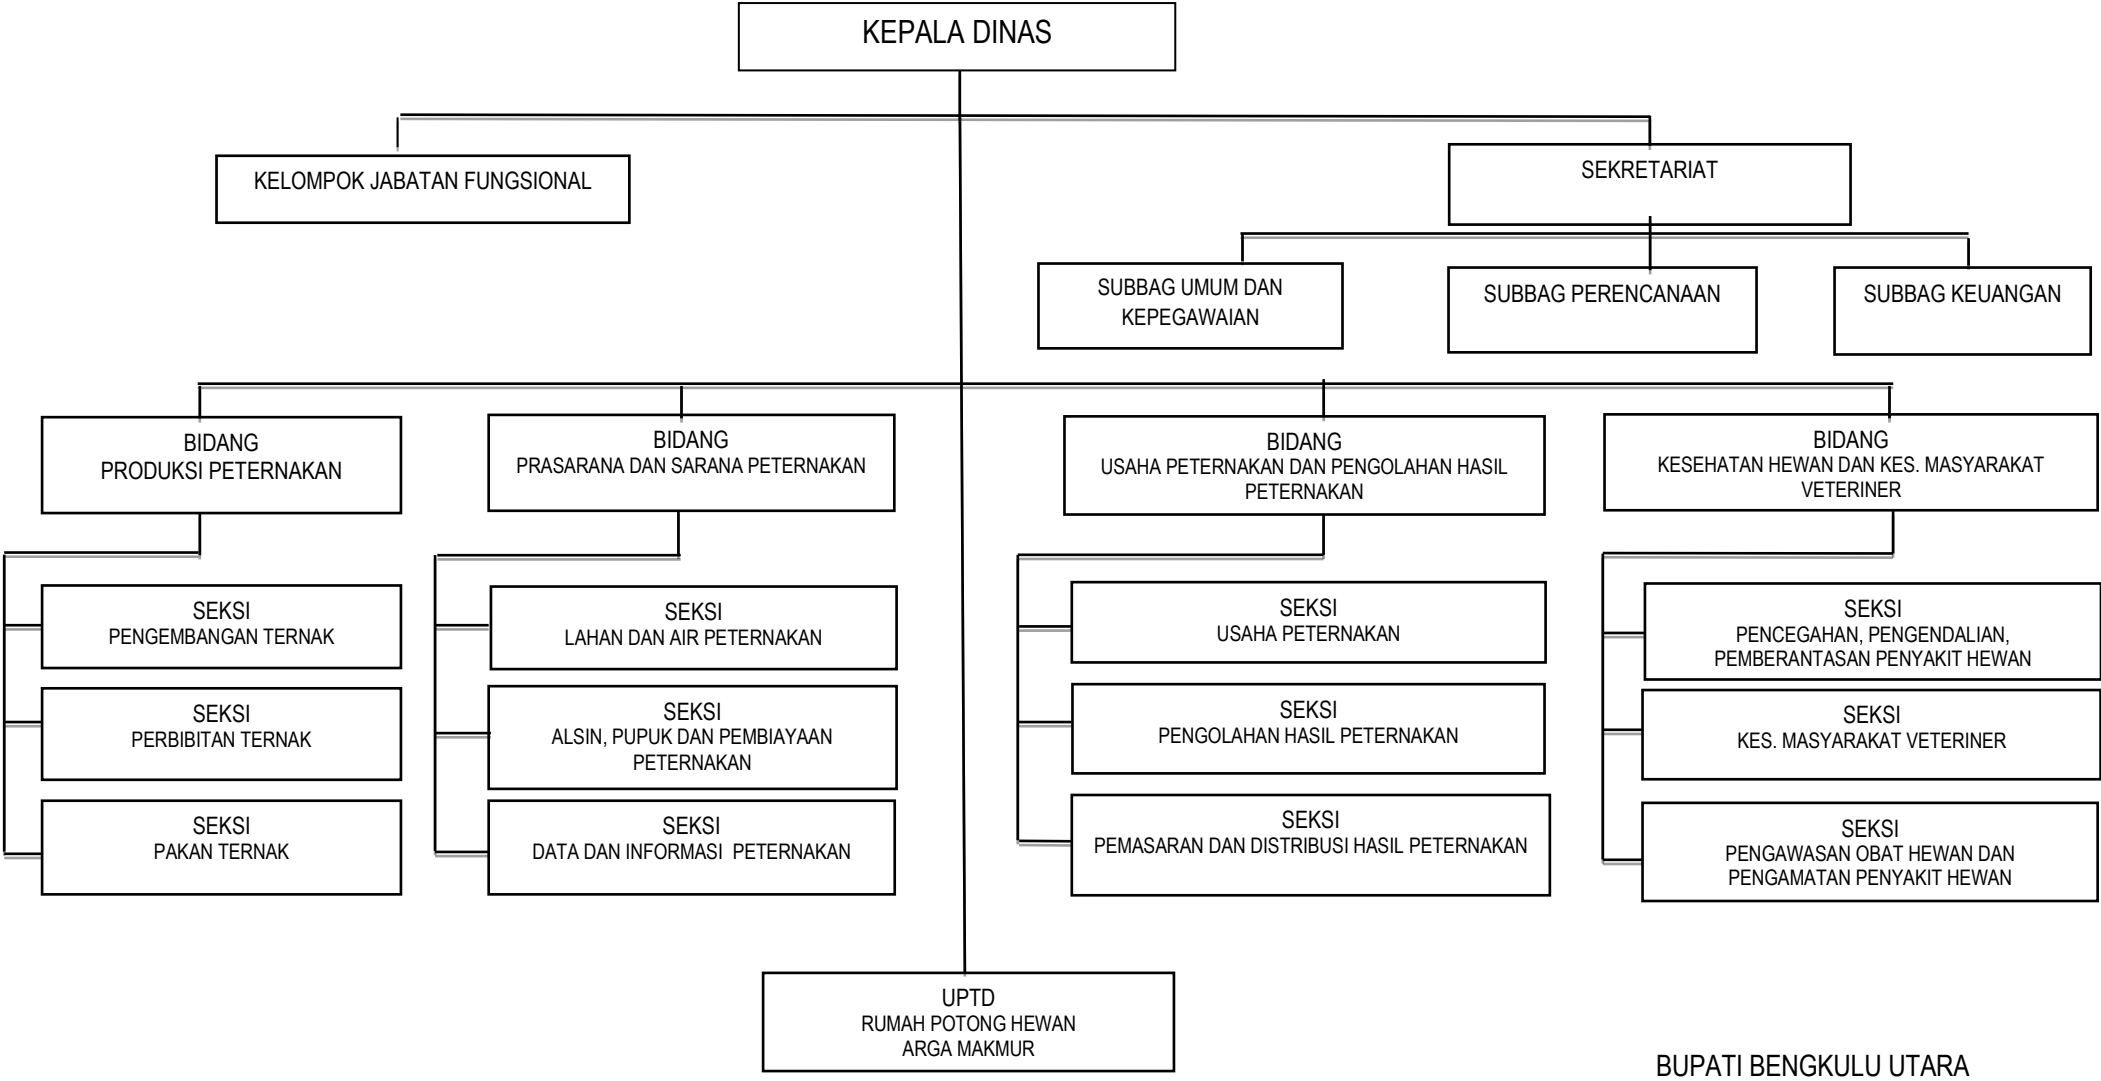 KEPALA DINAS
KELOMPOK JABATAN FUNGSIONAL
SEKRETARIAT
SUBBAG UMUM DAN
KEPEGAWAIAN
SUBBAG PERENCANAAN
SUBBAG KEUANGAN
BIDANG
PRODUKSI PETERNAKAN
BIDANG
PRASARANA DAN SARANA PETERNAKAN
BIDANG
USAHA PETERNAKAN DAN PENGOLAHAN HASIL
PETERNAKAN
BIDANG
KESEHATAN HEWAN DAN KES. MASYARAKAT
VETERINER
SEKSI
PENGEMBANGAN TERNAK
SEKSI
PERBIBITAN TERNAK
SEKSI
PAKAN TERNAK
SEKSI
LAHAN DAN AIR PETERNAKAN
SEKSI
ALSIN, PUPUK DAN PEMBIAYAAN
PETERNAKAN
SEKSI
DATA DAN INFORMASI  PETERNAKAN
SEKSI
USAHA PETERNAKAN
SEKSI
PENGOLAHAN HASIL PETERNAKAN
SEKSI
PEMASARAN DAN DISTRIBUSI HASIL PETERNAKAN
SEKSI
PENCEGAHAN, PENGENDALIAN,
PEMBERANTASAN PENYAKIT HEWAN
SEKSI
KES. MASYARAKAT VETERINER
SEKSI
PENGAWASAN OBAT HEWAN DAN
PENGAMATAN PENYAKIT HEWAN
UPTD
RUMAH POTONG HEWAN
ARGA MAKMUR
BUPATI BENGKULU UTARA